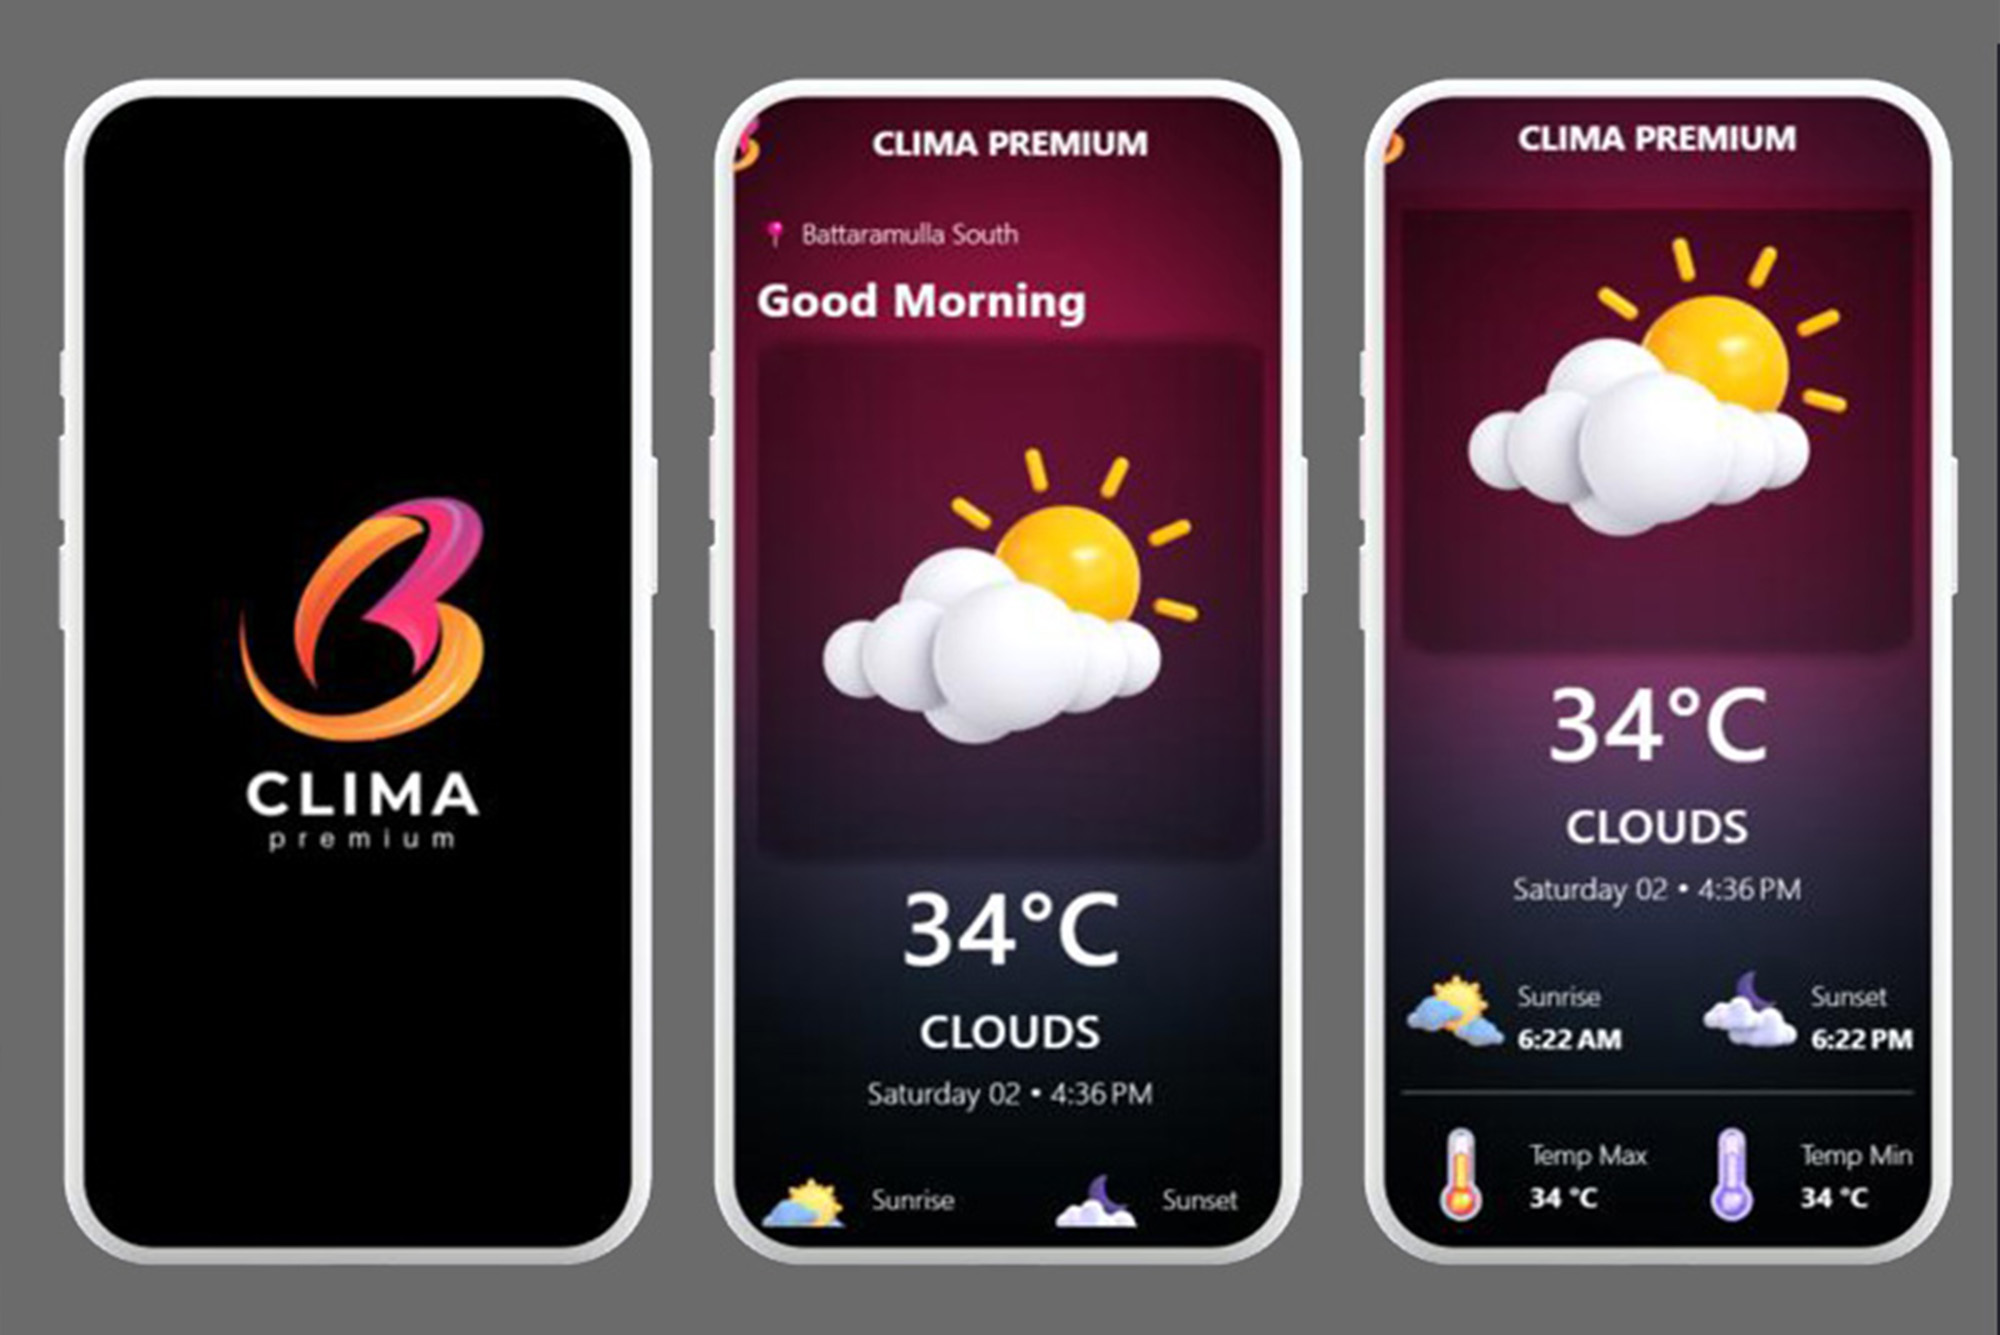 CLIMA
premium
CLIMA PREMIUM
Battaramulla South
Good Morning
34°C
CLOUDS
Saturday 02 • 4:36 PM
Sunrise
Sunset
CLIMA PREMIUM
34°C
CLOUDS
Saturday 02 • 4:36 PM
Sunrise
6:22 AM
Sunset
6:22 PM
Temp Max
34 °C
Temp Min
34 °C